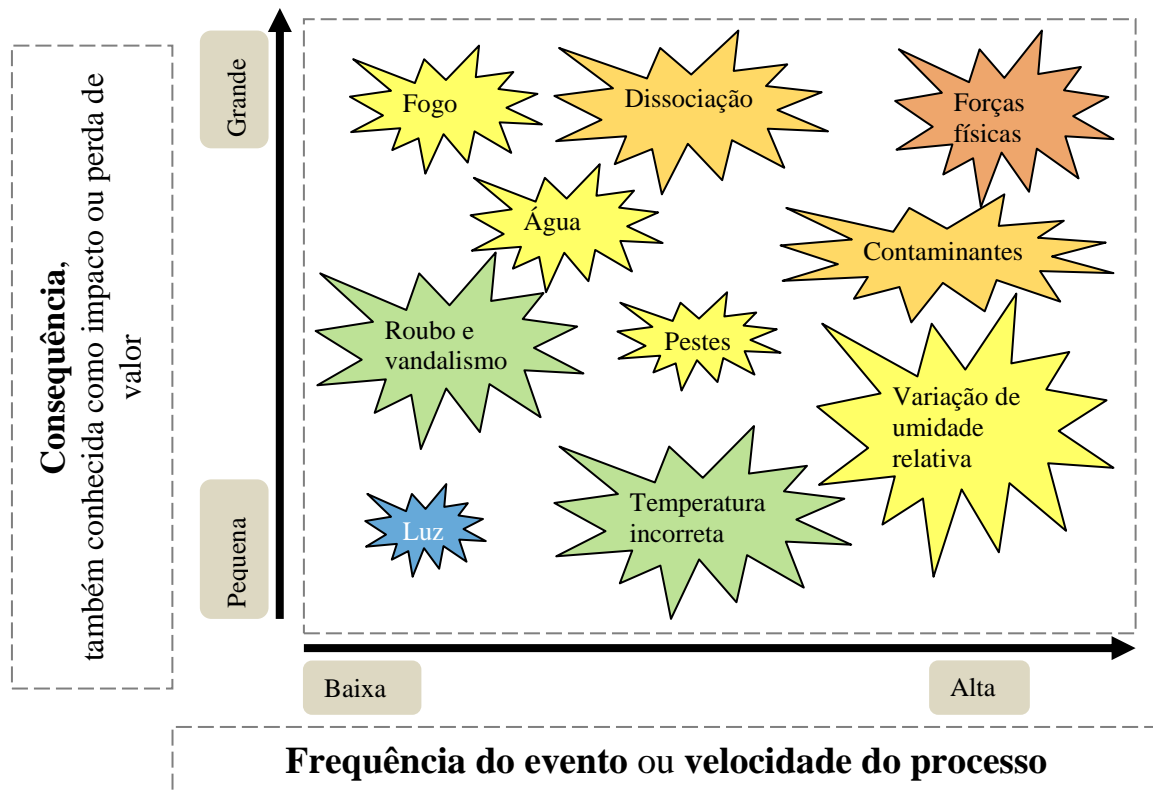 Consequência,
também conhecida como impacto ou perda de
valor
Grande
Pequena
Fogo
Dissociação
Forças
físicas
Água
Contaminantes
Roubo e
vandalismo
Pestes
Variação de
umidade
relativa
Luz
Temperatura
incorreta
Baixa
Alta
Frequência do evento ou velocidade do processo